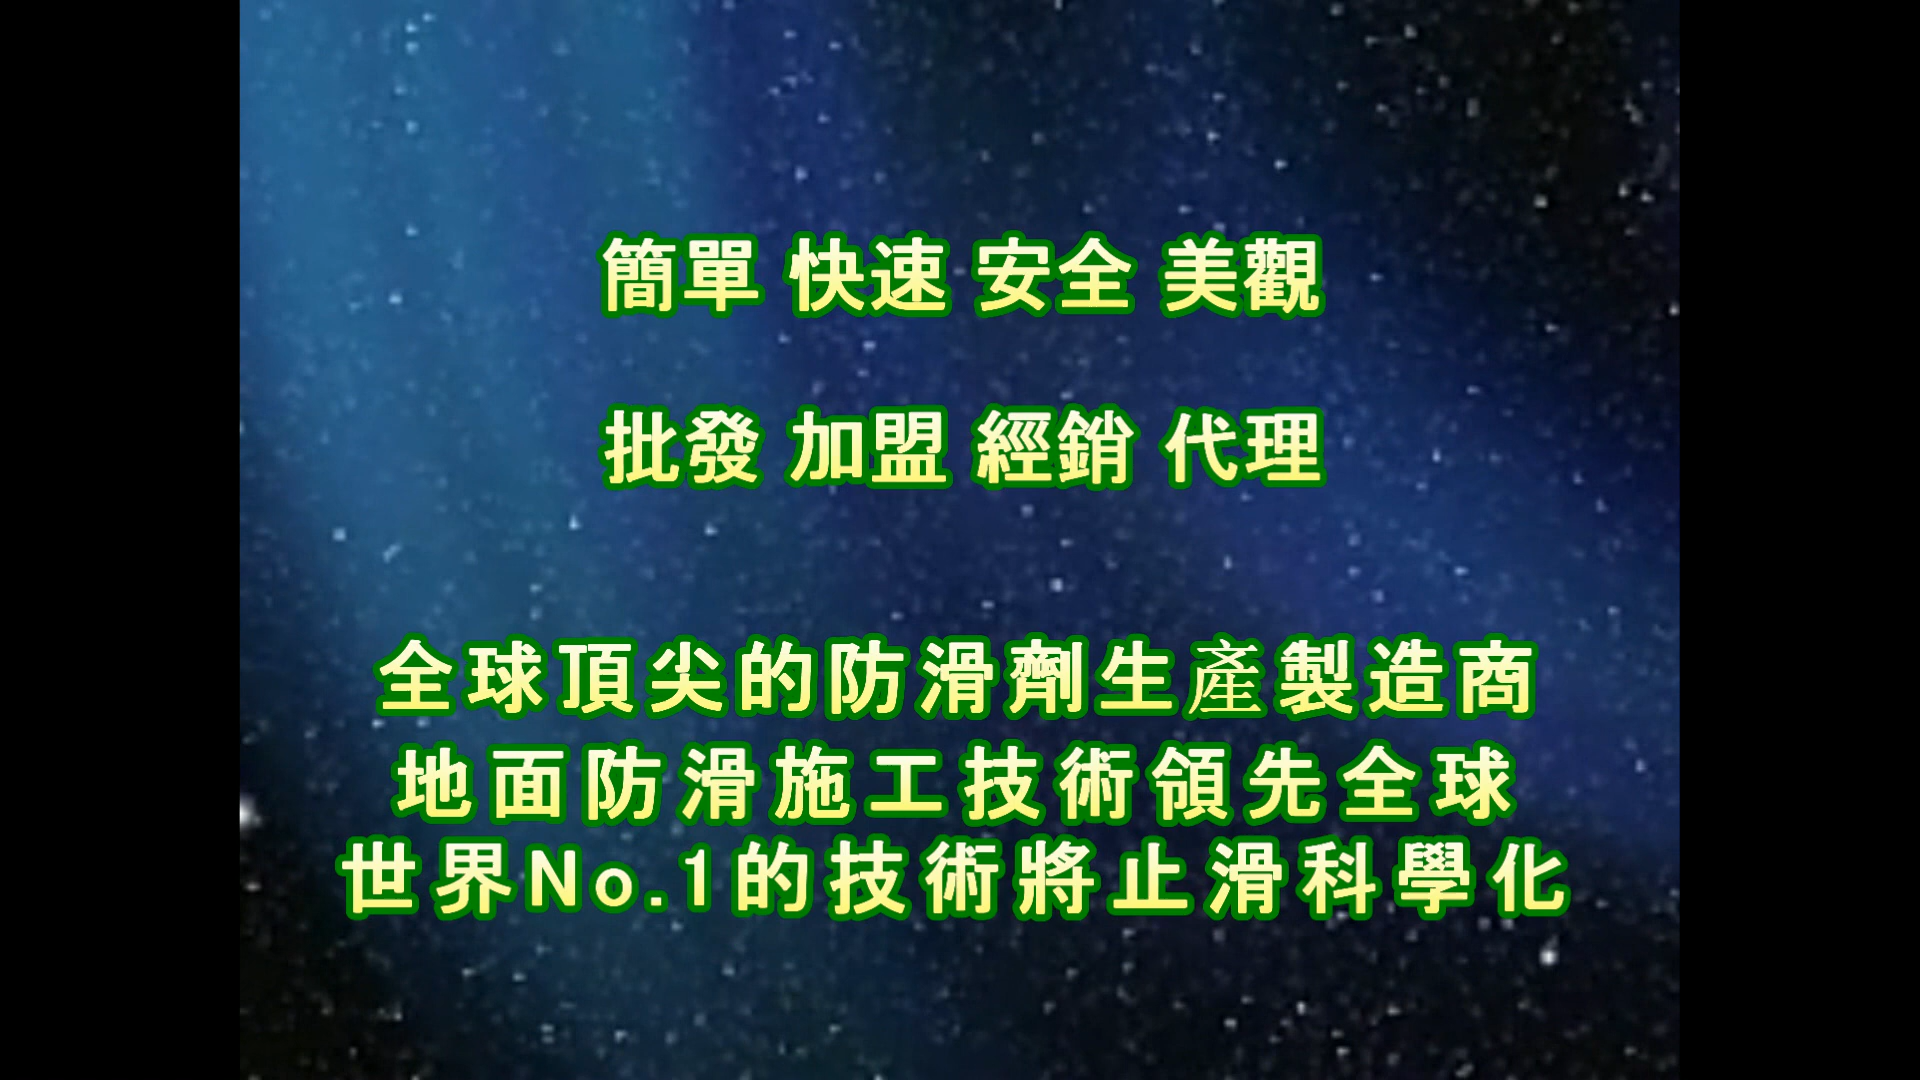 簡單 快速 安全 美觀
批發 加盟 經銷 代理
全球頂尖的防滑劑生產製造商
地面防滑施工技術領先全球
世界No.1的技術將止滑科學化